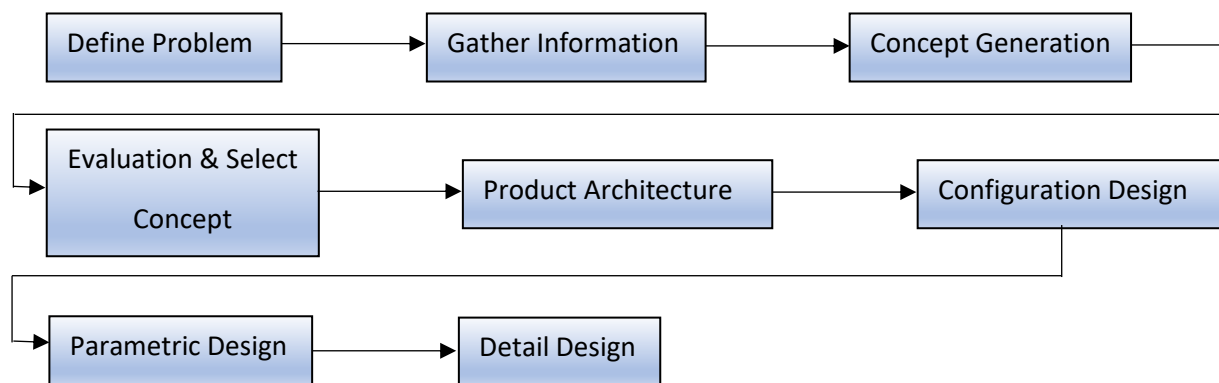 Define Problem
Gather Information
Concept Generation
Evaluation & Select
Concept
Product Architecture
Configuration Design
Parametric Design
Detail Design